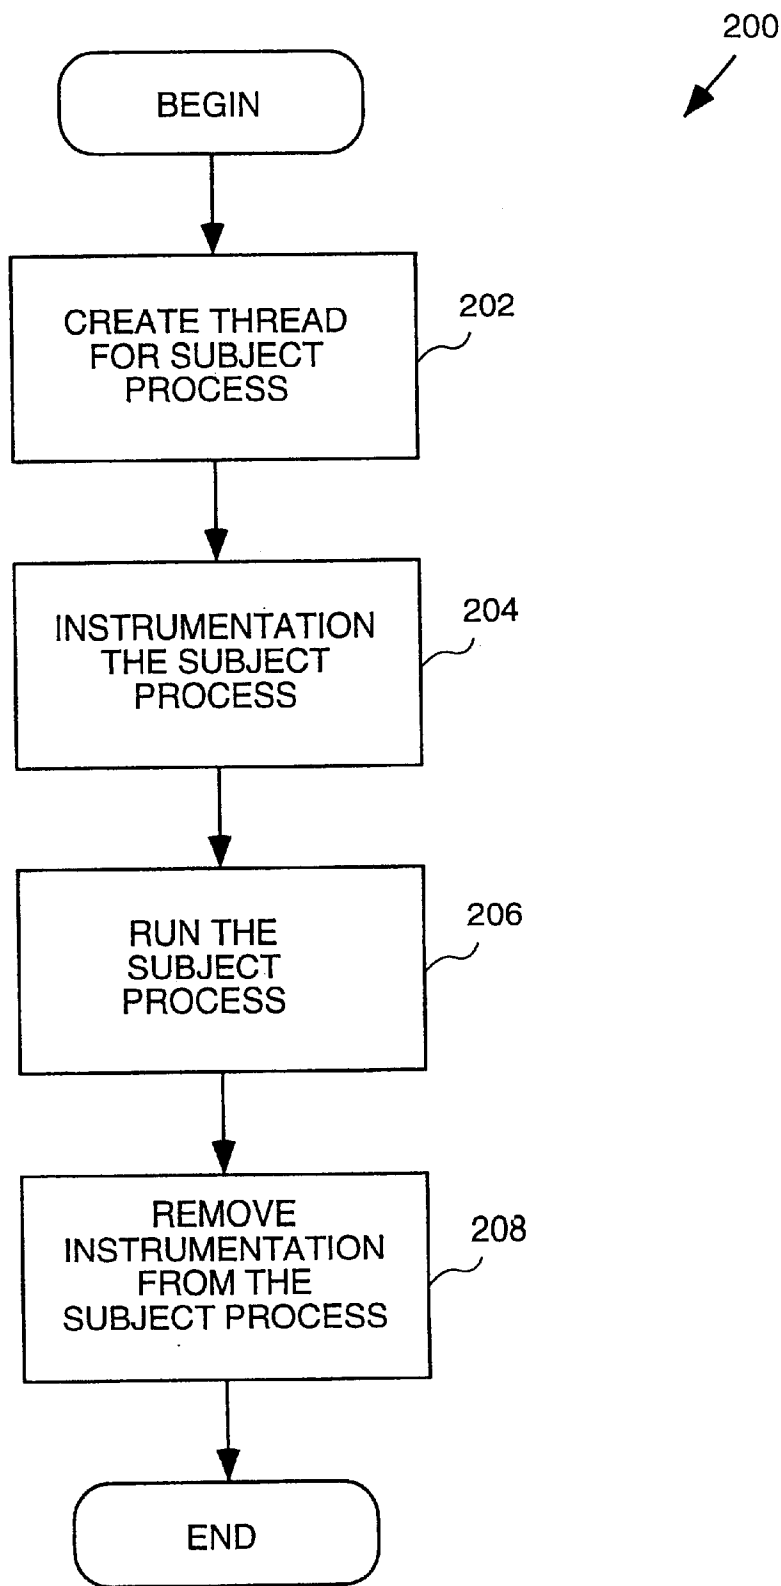 200
BEGIN
CREATE THREAD
FOR SUBJECT
PROCESS
202
INSTRUMENTATION
THE SUBJECT
PROCESS
204
RUN THE
SUBJECT
PROCESS
206
REMOVE
INSTRUMENTATION
FROM THE
SUBJECT PROCESS
208
END